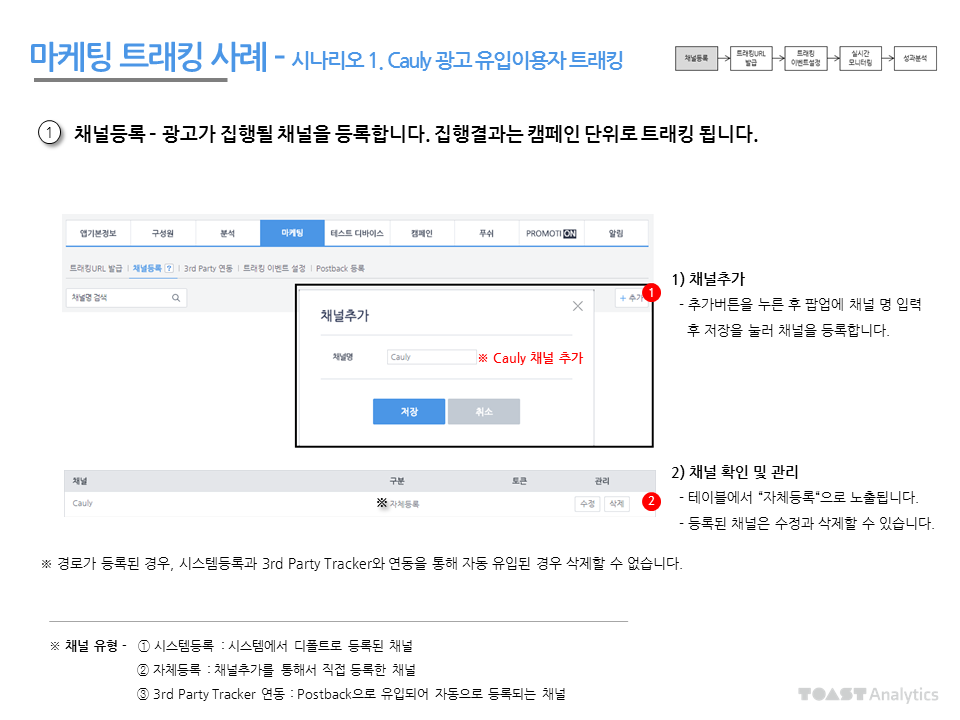 마케팅 트래킹 사례 - 시나리오 1. Cauly 광고 유입이용자 트래킹
채널등록 트래킹URL 발급 트래킹 이벤트설정 실시간 모니터링 성과분석
1 채널등록 - 광고가 집행될 채널을 등록합니다. 집행결과는 캠페인 단위로 트래킹 됩니다.
앱기본정보 구성원 분석 마케팅 테스트 디바이스 캠페인 푸쉬 PROMOTION 알림
트래킹URL 발급 | 채널등록 ? | 3rd Party 연동 | 트래킹 이벤트 설정 | Postback 등록
채널명 검색
+ 추가
1
채널추가
채널명 Cauly ※ Cauly 채널 추가
저장 취소
1) 채널추가
- 추가버튼을 누른 후 팝업에 채널 명 입력
후 저장을 눌러 채널을 등록합니다.
채널 구분 토큰 관리
Cauly ※ 자체등록 수정 삭제
2
2) 채널 확인 및 관리
- 테이블에서 “자체등록“으로 노출됩니다.
- 등록된 채널은 수정과 삭제할 수 있습니다.
※ 경로가 등록된 경우, 시스템등록과 3rd Party Tracker와 연동을 통해 자동 유입된 경우 삭제할 수 없습니다.
※ 채널 유형 - ① 시스템등록 : 시스템에서 디폴트로 등록된 채널
② 자체등록 : 채널추가를 통해서 직접 등록한 채널
③ 3rd Party Tracker 연동 : Postback으로 유입되어 자동으로 등록되는 채널
TOAST Analytics